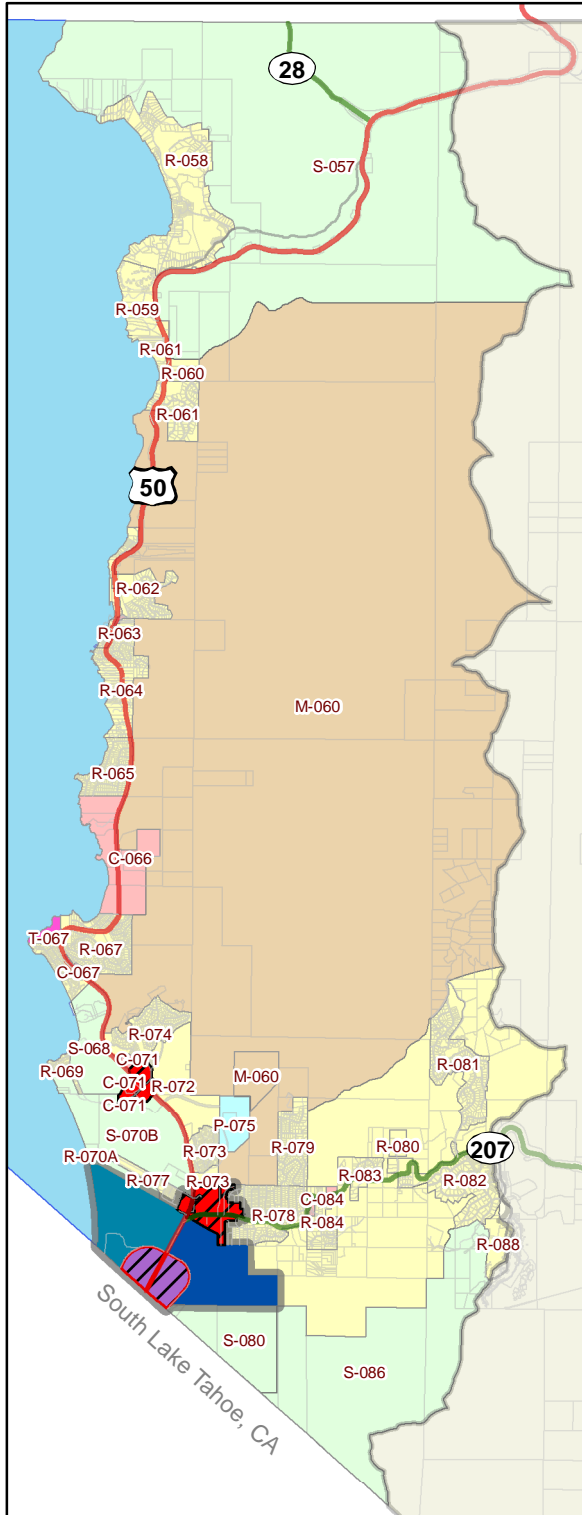 28
R-058
S-057
R-059
R-061
R-060
R-061
50
R-062
R-063
R-064
M-060
R-065
C-066
T-067
R-067
C-067
R-074
S-068
C-071
R-081
R-069
C-071
R-072
M-060
C-071
P-075
S-070B
R-079
R-080
207
R-073
R-070A
R-083
R-077
R-073
R-082
C-084
R-078
R-084
R-088
S-080
S-086
South Lake Tahoe, CA